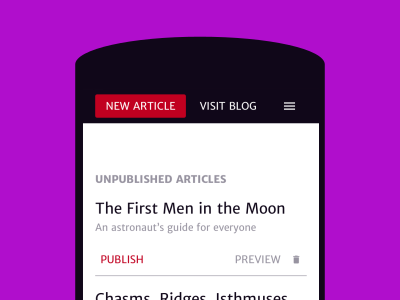 NEW ARTICLE VISIT BLOG
UNPUBLISHED ARTICLES
The First Men in the Moon
An astronaut's guide for everyone
PUBLISH PREVIEW
Chasms, Ridges, Isthmuses